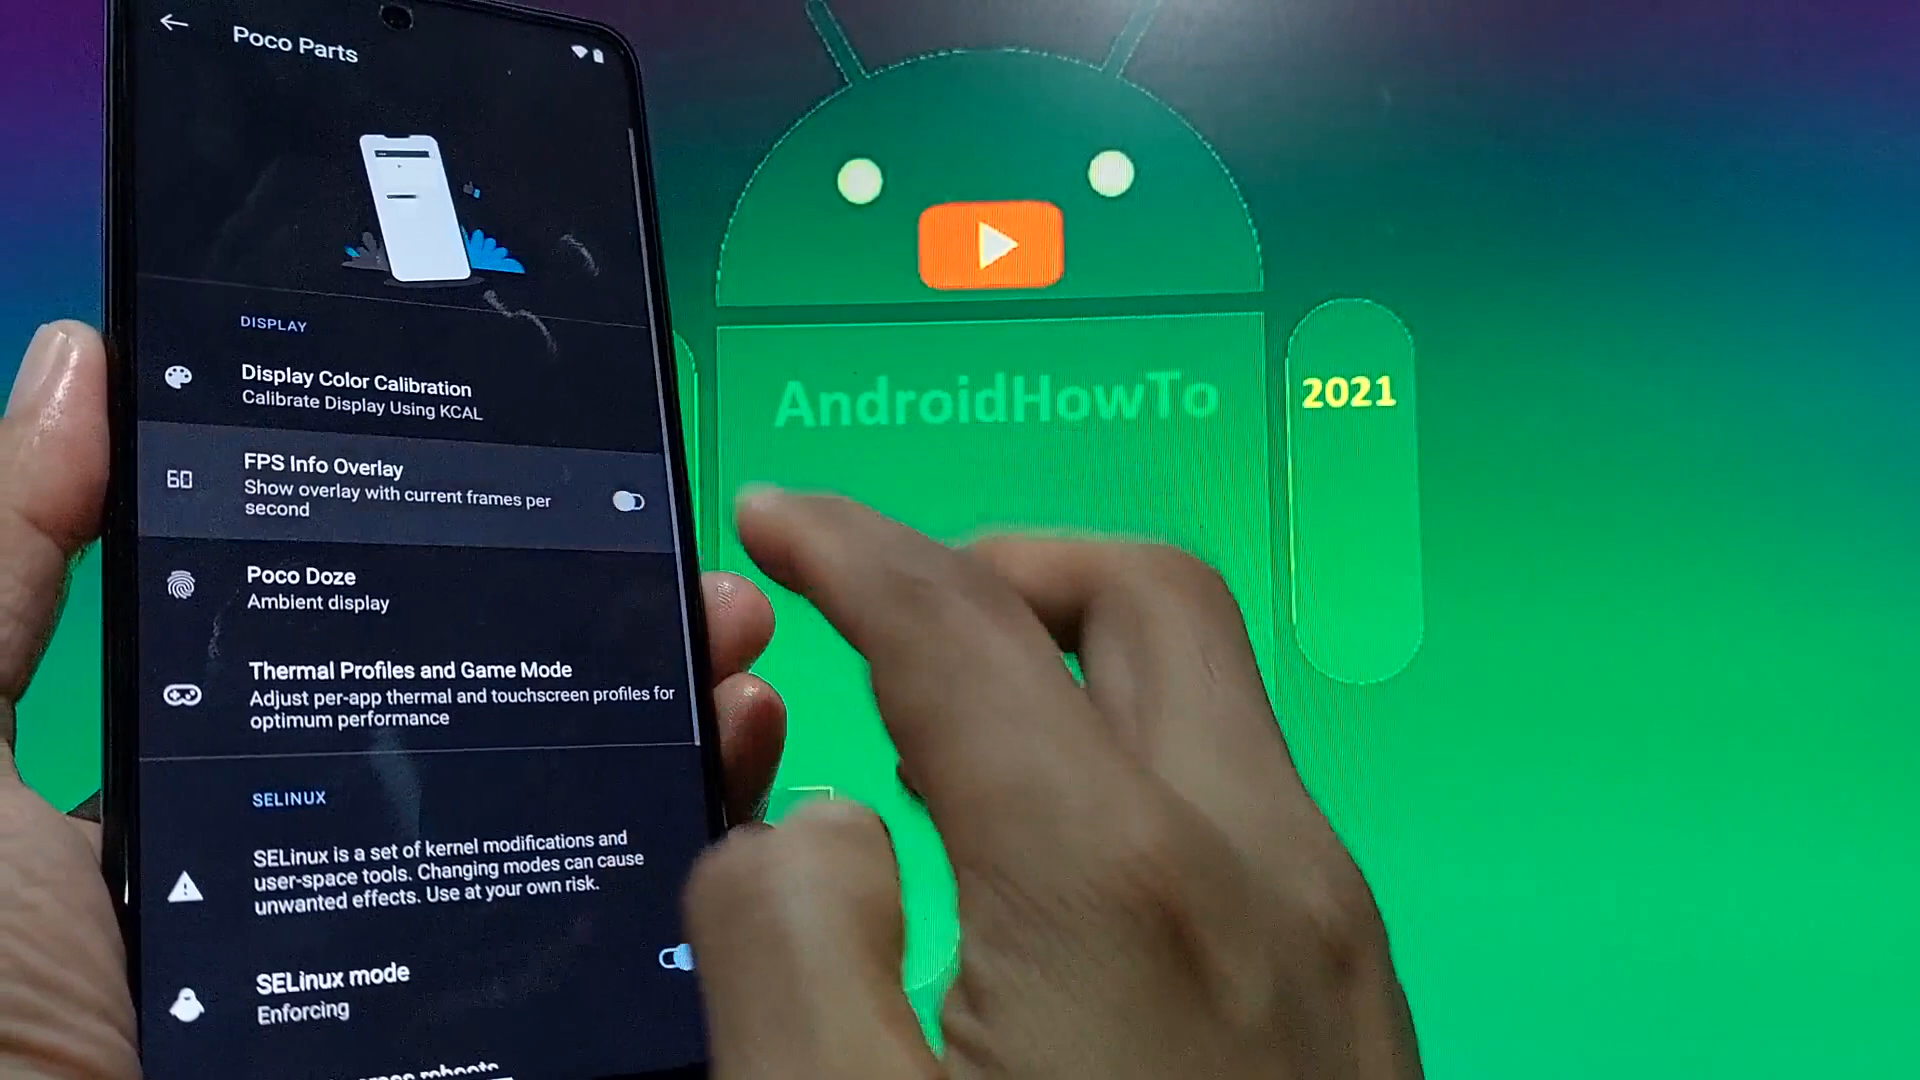 Poco Parts
DISPLAY
Display Color Calibration
Calibrate Display Using KCAL
60
FPS Info Overlay
Show overlay with current frames per
second
Poco Doze
Ambient display
Thermal Profiles and Game Mode
Adjust per-app thermal and touchscreen profiles for
optimum performance
SELINUX
SELinux is a set of kernel modifications and
user-space tools. Changing modes can cause
unwanted effects. Use at your own risk.
SELinux mode
Enforcing
reboots
AndroidHowTo
2021